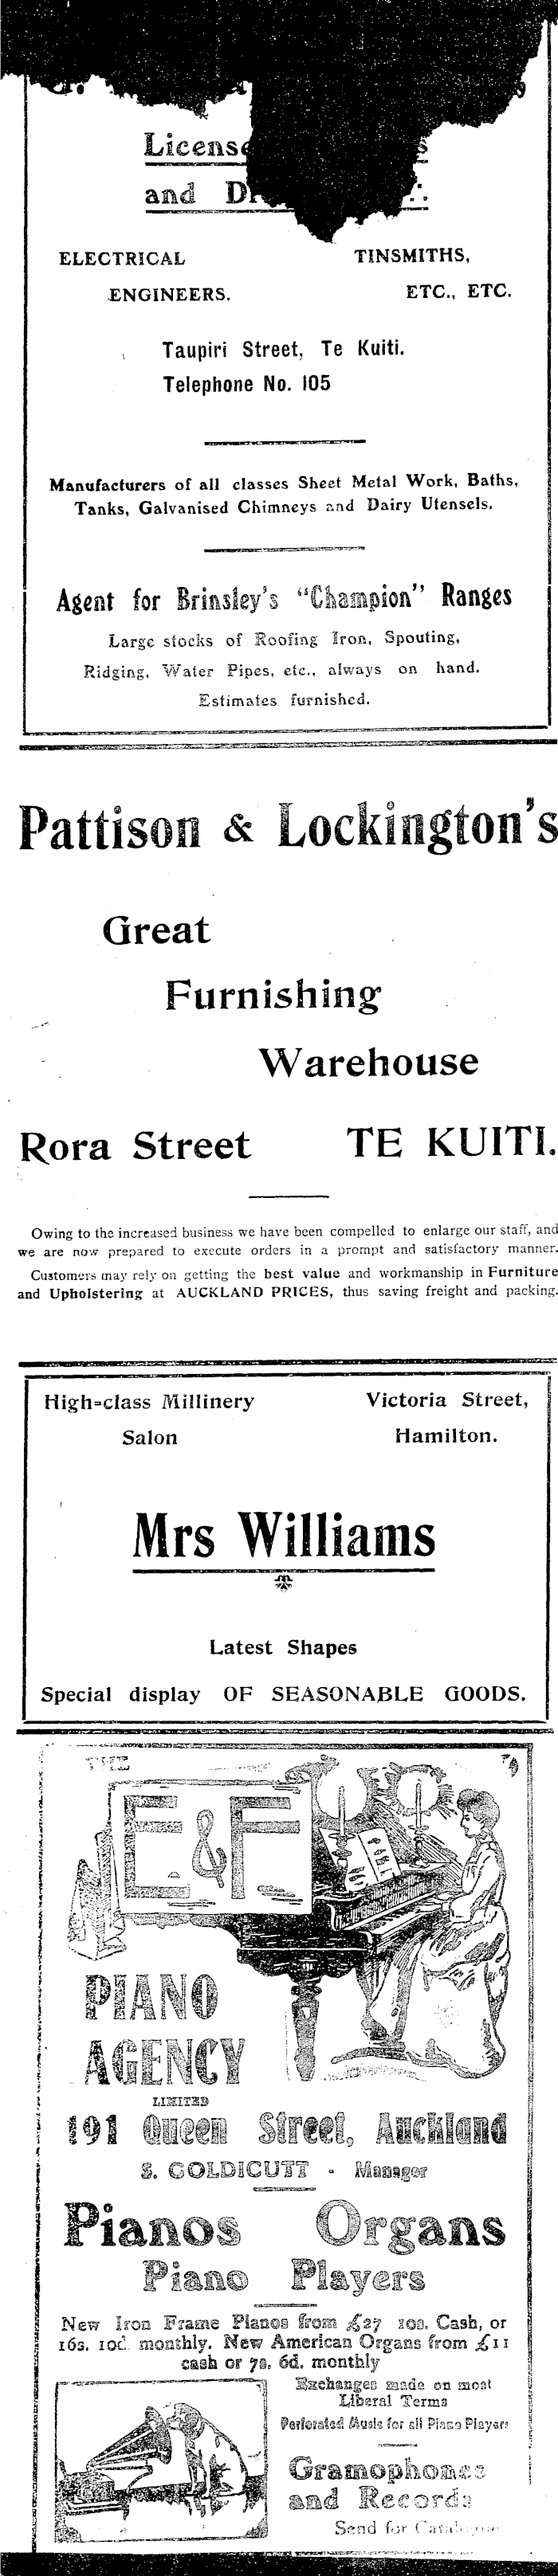 and
ELECTRICAL TINSMITHS,
ENGINEERS. ETC., ETC.
Taupiri Street, Te Kuiti.
Telephone No. 105
Manufacturers of all classes Sheet Metal Work, Baths,
Tanks, Galvanised Chimneys and Dairy Utensels.
Agent for Brinsley's "Champion" Ranges
Large stocks of Roofing Iron, Spouting,
Ridging, Water Pipes, etc., always on hand.
Estimates furnished.
Pattison & Lockington's
Great
Furnishing
Warehouse
Rora Street TE KUITI.
Owing to the increased business we have been compelled to enlarge our staff, and
we are now prepared to execute orders in a prompt and satisfactory manner.
Customers may rely on getting the best value and workmanship in Furniture
and Upholstering at AUCKLAND PRICES, thus saving freight and packing.
High-class Millinery Victoria Street,
Salon Hamilton.
Mrs Williams
Latest Shapes
Special display OF SEASONABLE GOODS.
THE
E & F
PIANO
AGENCY
LIMITED
191 Queen Street, Auckland
S. COLDICUTT - Manager
Pianos Organs
Piano Players
New Iron Frame Pianos from £27 10s. Cash, or
16s. 10d. monthly. New American Organs from £11
cash or 7s. 6d. monthly
Exchanges made on most
Liberal Terms
Perforated Music for all Piano Players
Gramophones
and Records
Send for Catalogue